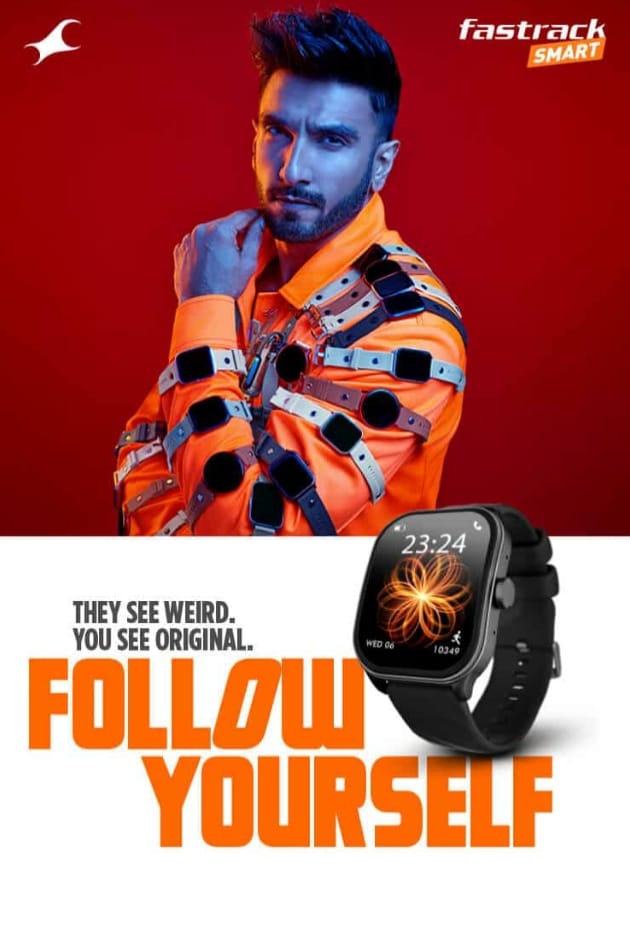 fastrack
SMART
23:24
WED 06
10349
THEY SEE WEIRD.
YOU SEE ORIGINAL.
FOLLOW
YOURSELF